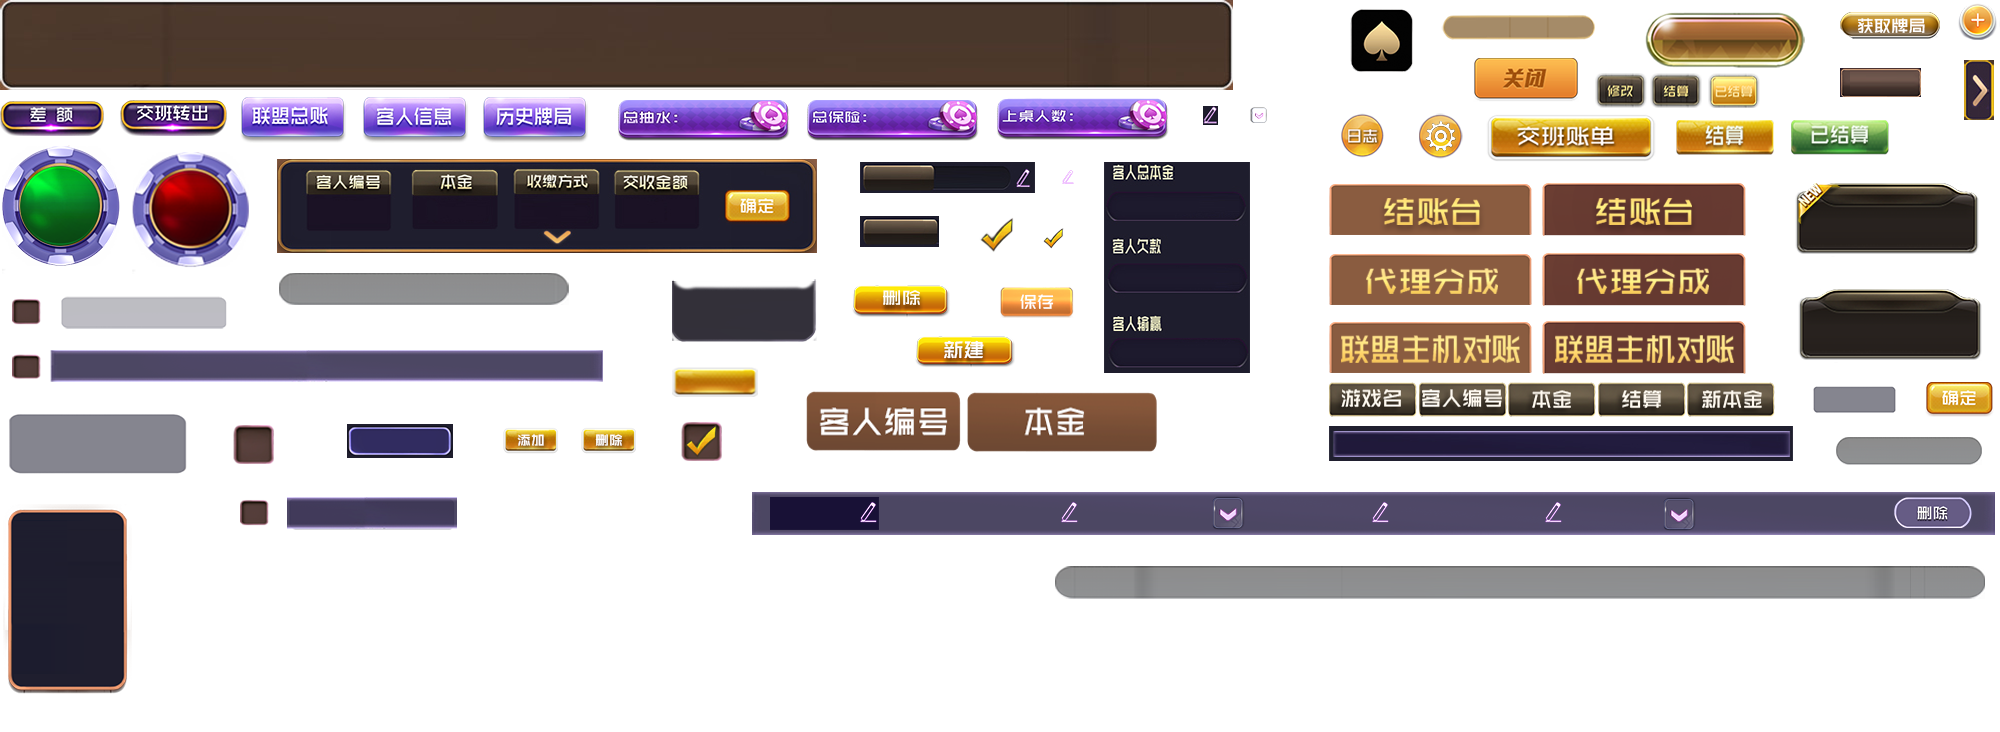 获取牌局
关闭
修改
结算
已结算
差 额
交班转出
联盟总账
客人信息
历史牌局
总抽水：
总保险：
上桌人数：
日志
交班账单
结算
已结算
客人编号
本金
收缴方式
交收金额
确定
客人总本金
客人欠款
客人输赢
NEW
结账台
结账台
代理分成
代理分成
联盟主机对账
联盟主机对账
删除
保存
新建
游戏名
客人编号
本金
结算
新本金
确定
客人编号
本金
添加
删除
删除